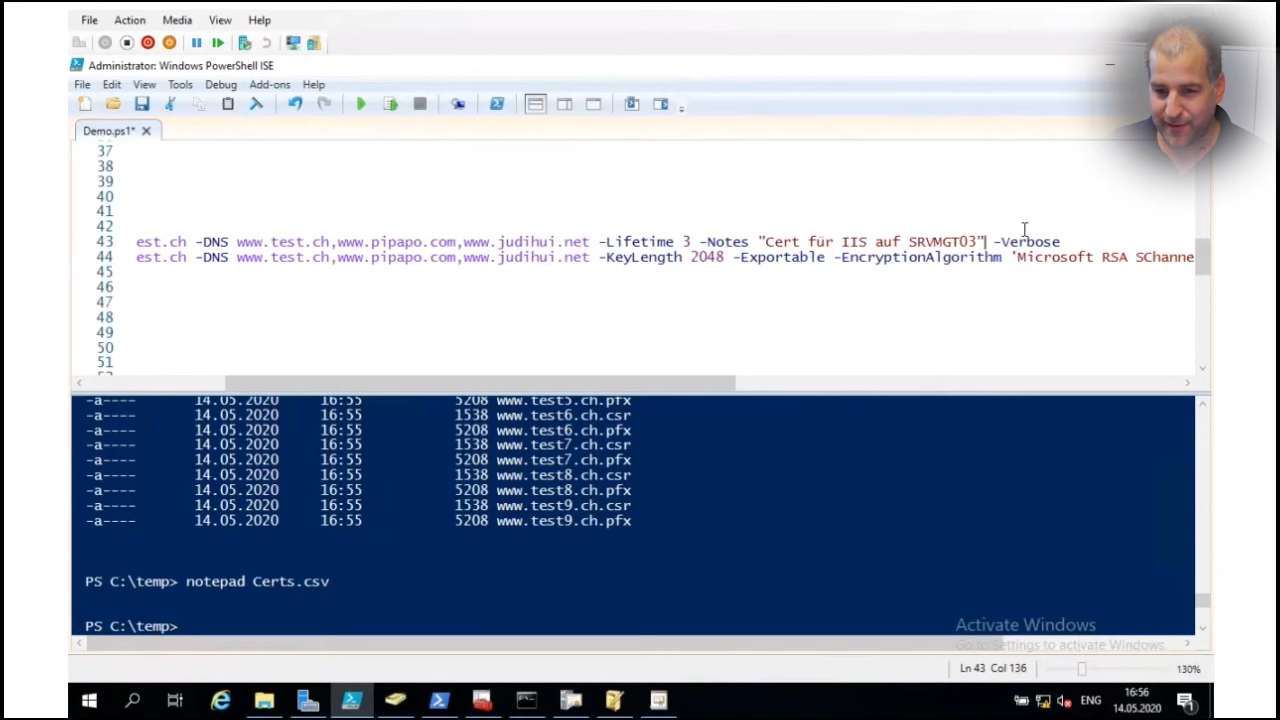 File Action Media View Help
Administrator: Windows PowerShell ISE
File Edit View Tools Debug Add-ons Help
Demo.ps1*
37
38
39
40
41
42
43 est.ch -DNS www.test.ch,www.pipapo.com,www.judihui.net -Lifetime 3 -Notes "Cert für IIS auf SRVMGT03" -Verbose
44 est.ch -DNS www.test.ch,www.pipapo.com,www.judihui.net -KeyLength 2048 -Exportable -EncryptionAlgorithm 'Microsoft RSA SChanne
45
46
47
48
49
50
51
-a---- 14.05.2020 16:55 5208 www.test5.ch.pfx
-a---- 14.05.2020 16:55 1538 www.test6.ch.csr
-a---- 14.05.2020 16:55 5208 www.test6.ch.pfx
-a---- 14.05.2020 16:55 1538 www.test7.ch.csr
-a---- 14.05.2020 16:55 5208 www.test7.ch.pfx
-a---- 14.05.2020 16:55 1538 www.test8.ch.csr
-a---- 14.05.2020 16:55 5208 www.test8.ch.pfx
-a---- 14.05.2020 16:55 1538 www.test9.ch.csr
-a---- 14.05.2020 16:55 5208 www.test9.ch.pfx
PS C:\temp> notepad Certs.csv
PS C:\temp>
Activate Windows
Go to Settings to activate Windows.
Ln 43 Col 136 130%
ENG 16:56
14.05.2020 1